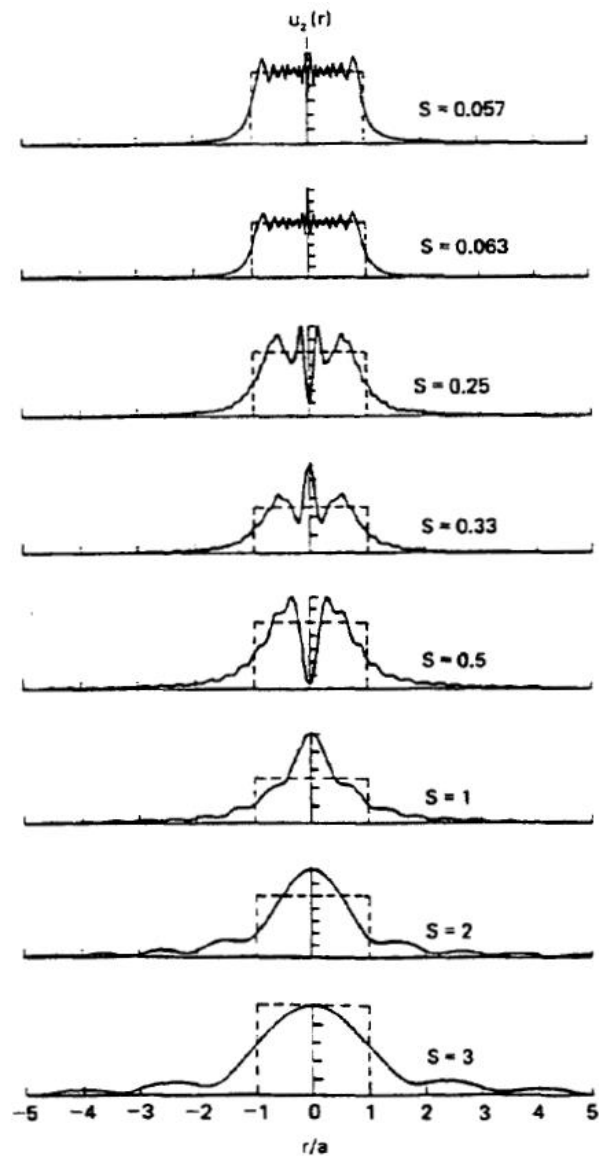 u_z(r)
S = 0.057
S = 0.063
S = 0.25
S = 0.33
S = 0.5
S = 1
S = 2
S = 3
−5 −4 −3 −2 −1 0 1 2 3 4 5
r/a